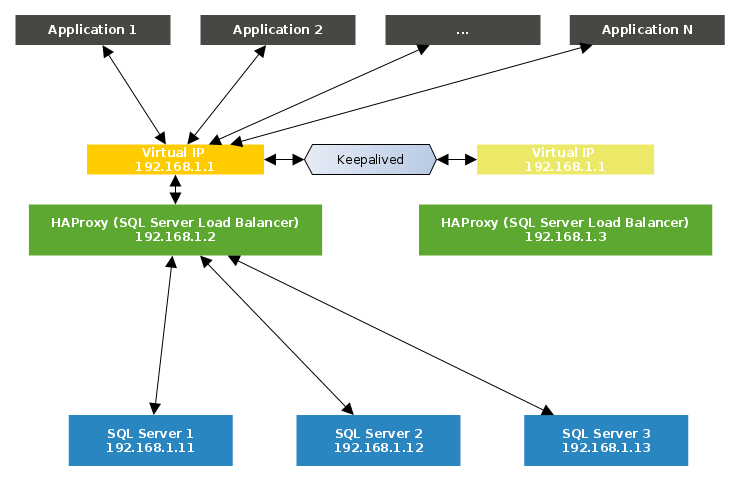 Application 1
Application 2
...
Application N
Virtual IP
192.168.1.1
Keepalived
Virtual IP
192.168.1.1
HAProxy (SQL Server Load Balancer)
192.168.1.2
HAProxy (SQL Server Load Balancer)
192.168.1.3
SQL Server 1
192.168.1.11
SQL Server 2
192.168.1.12
SQL Server 3
192.168.1.13